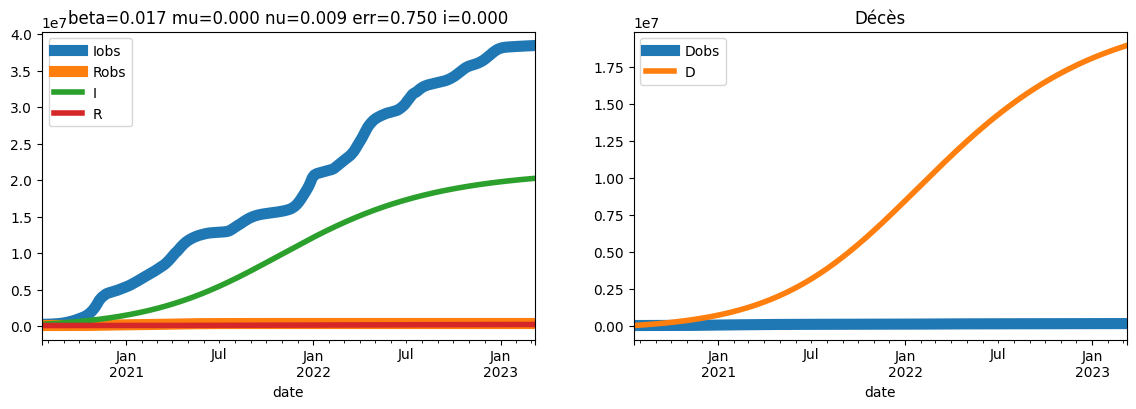 beta=0.017 mu=0.000 nu=0.009 err=0.750 i=0.000
1e7
4.0
3.5
3.0
2.5
2.0
1.5
1.0
0.5
0.0
Iobs
Robs
I
R
Jan
2021
Jul
Jan
2022
Jul
Jan
2023
date
Décès
1e7
1.75
1.50
1.25
1.00
0.75
0.50
0.25
0.00
Dobs
D
Jan
2021
Jul
Jan
2022
Jul
Jan
2023
date